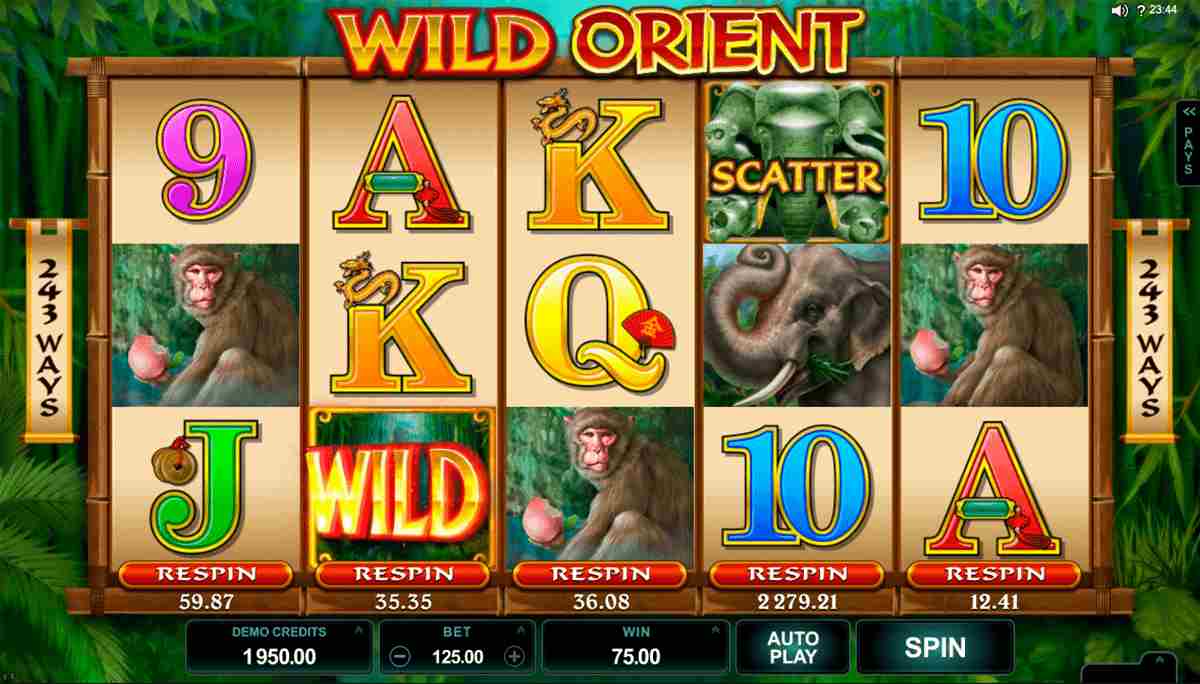 WILD ORIENT
? 23:44
9
A
K
SCATTER
10
PAYS
243 WAYS
K
Q
243 WAYS
J
WILD
10
A
RESPIN
RESPIN
RESPIN
RESPIN
RESPIN
59.87
35.35
36.08
2 279.21
12.41
DEMO CREDITS
1 950.00
BET
125.00
WIN
75.00
AUTO
PLAY
SPIN